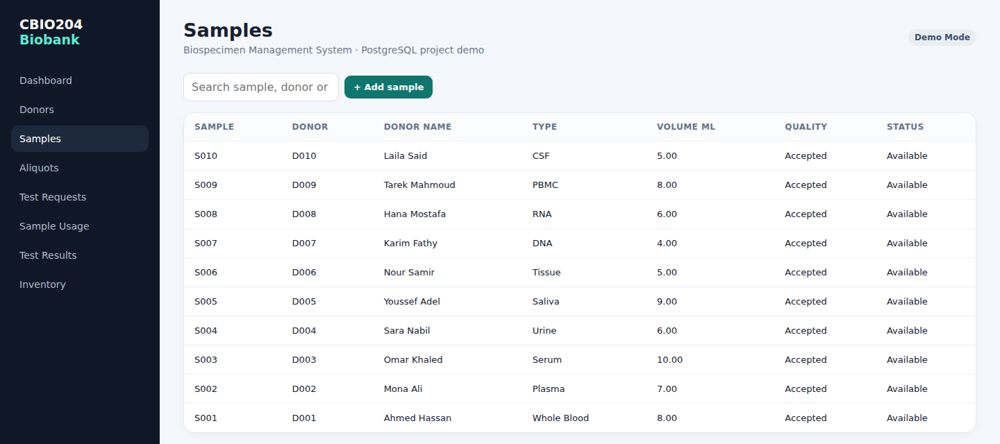 CBIO204
Biobank
Dashboard
Donors
Samples
Aliquots
Test Requests
Sample Usage
Test Results
Inventory
Samples
Biospecimen Management System · PostgreSQL project demo
Demo Mode
Search sample, donor or
+ Add sample
SAMPLE DONOR DONOR NAME TYPE VOLUME ML QUALITY STATUS
S010 D010 Laila Said CSF 5.00 Accepted Available
S009 D009 Tarek Mahmoud PBMC 8.00 Accepted Available
S008 D008 Hana Mostafa RNA 6.00 Accepted Available
S007 D007 Karim Fathy DNA 4.00 Accepted Available
S006 D006 Nour Samir Tissue 5.00 Accepted Available
S005 D005 Youssef Adel Saliva 9.00 Accepted Available
S004 D004 Sara Nabil Urine 6.00 Accepted Available
S003 D003 Omar Khaled Serum 10.00 Accepted Available
S002 D002 Mona Ali Plasma 7.00 Accepted Available
S001 D001 Ahmed Hassan Whole Blood 8.00 Accepted Available